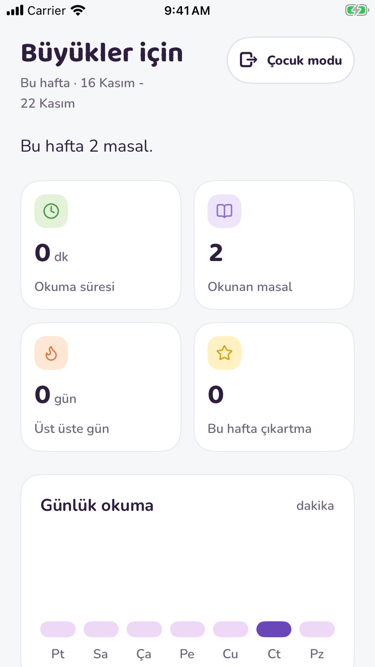 Carrier 9:41 AM
Büyükler için
Bu hafta · 16 Kasım -
22 Kasım
Çocuk modu
Bu hafta 2 masal.
0 dk
Okuma süresi
2
Okunan masal
0 gün
Üst üste gün
0
Bu hafta çıkartma
Günlük okuma
dakika
Pt Sa Ça Pe Cu Ct Pz